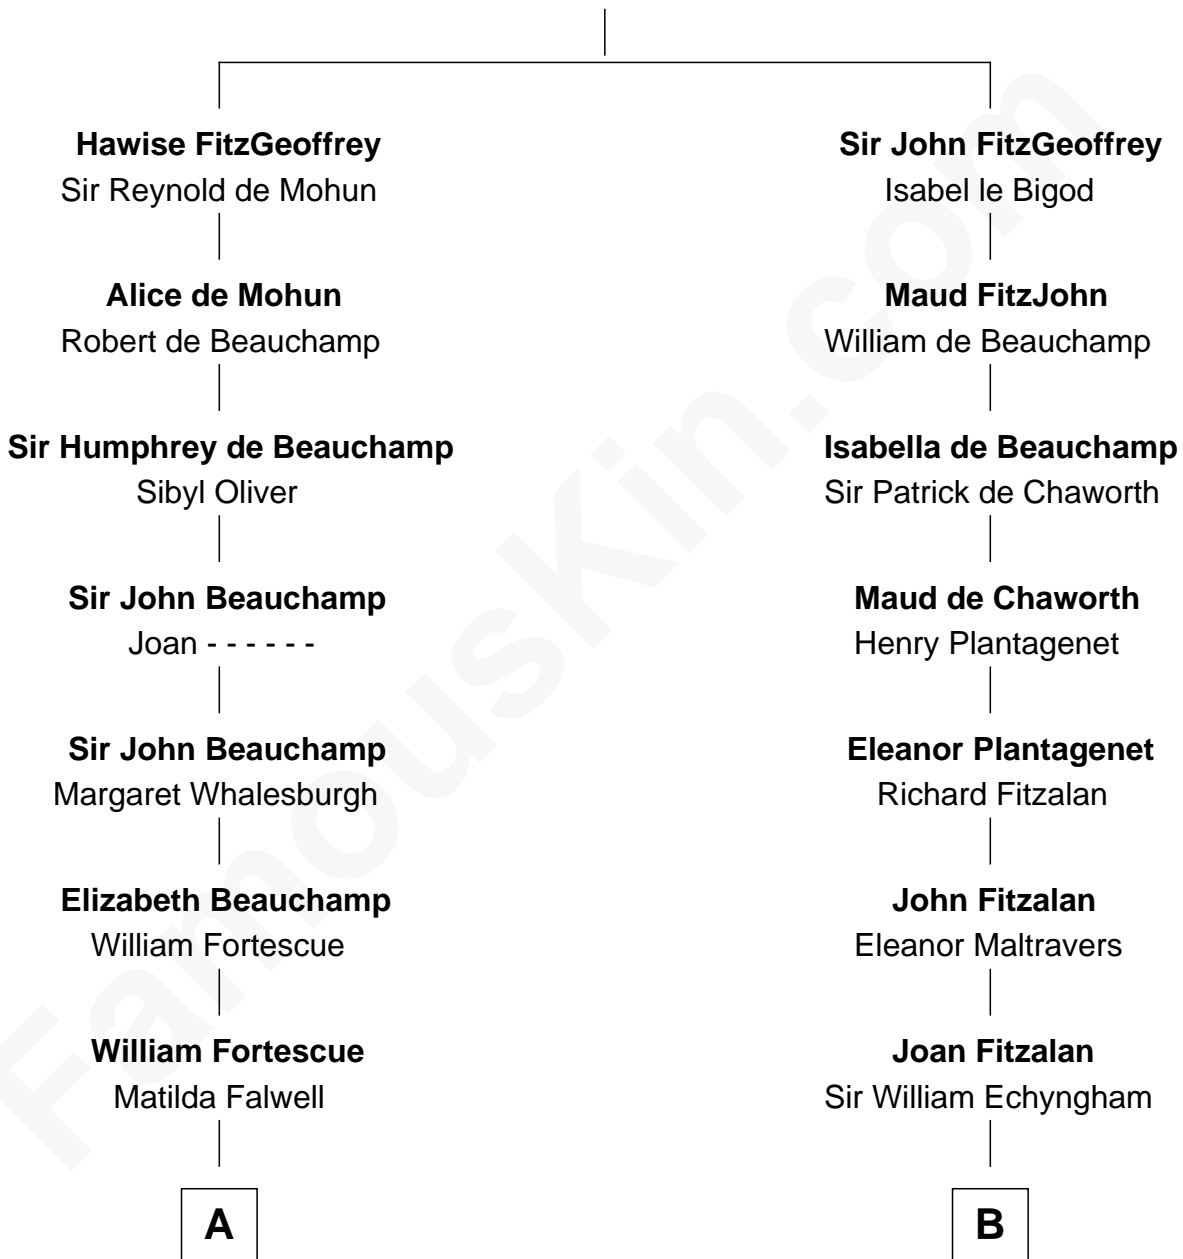 Hawise FitzGeoffrey
Sir Reynold de Mohun
Alice de Mohun
Robert de Beauchamp
Sir Humphrey de Beauchamp
Sibyl Oliver
Sir John Beauchamp
Joan - - - - - -
Sir John Beauchamp
Margaret Whalesburgh
Elizabeth Beauchamp
William Fortescue
William Fortescue
Matilda Falwell
A
Sir John FitzGeoffrey
Isabel le Bigod
Maud FitzJohn
William de Beauchamp
Isabella de Beauchamp
Sir Patrick de Chaworth
Maud de Chaworth
Henry Plantagenet
Eleanor Plantagenet
Richard Fitzalan
John Fitzalan
Eleanor Maltravers
Joan Fitzalan
Sir William Echyngham
B
FamousKin.com